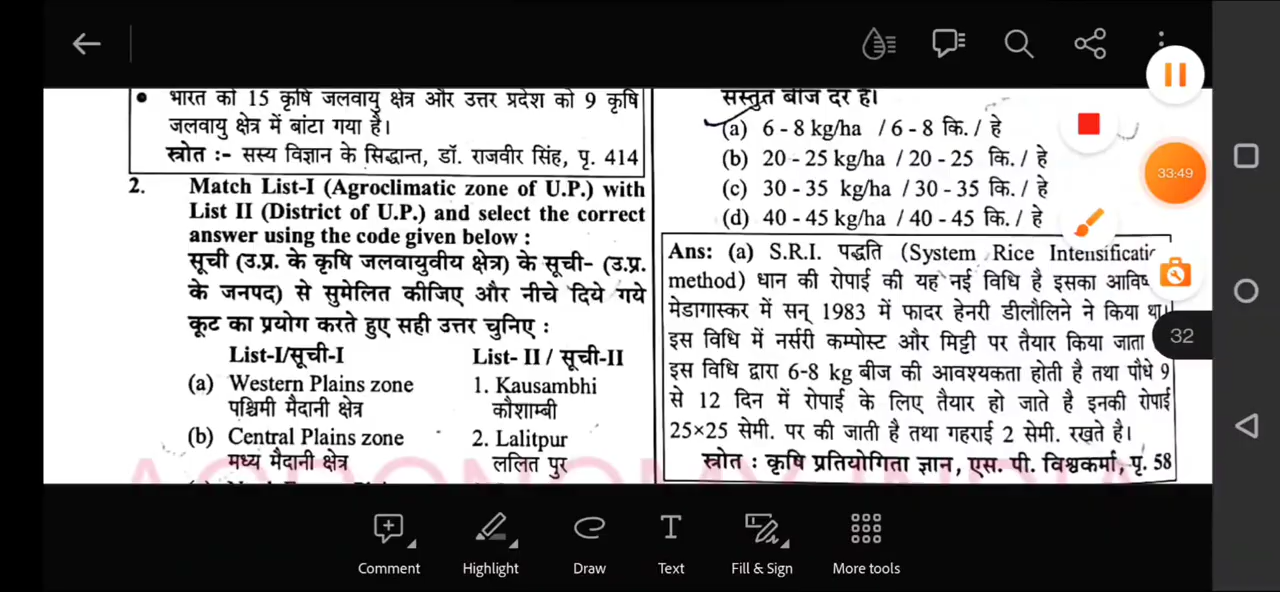 • भारत को 15 कृषि जलवायु क्षेत्र और उत्तर प्रदेश को 9 कृषि
जलवायु क्षेत्र में बांटा गया है।
स्त्रोत :- सस्य विज्ञान के सिद्धान्त, डॉ. राजवीर सिंह, पृ. 414
2. Match List-I (Agroclimatic zone of U.P.) with
List II (District of U.P.) and select the correct
answer using the code given below :
सूची (उ.प्र. के कृषि जलवायुवीय क्षेत्र) के सूची- (उ.प्र.
के जनपद) से सुमेलित कीजिए और नीचे दिये गये
कूट का प्रयोग करते हुए सही उत्तर चुनिए :
List-I/सूची-I List- II / सूची-II
(a) Western Plains zone 1. Kausambhi
पश्चिमी मैदानी क्षेत्र कौशाम्बी
(b) Central Plains zone 2. Lalitpur
मध्य मैदानी क्षेत्र ललित पुर
सस्तुत बीज दर है।
(a) 6 - 8 kg/ha / 6 - 8 कि. / हे
(b) 20 - 25 kg/ha / 20 - 25 कि. / हे
(c) 30 - 35 kg/ha / 30 - 35 कि. / हे
(d) 40 - 45 kg/ha / 40 - 45 कि. / हे
Ans: (a) S.R.I. पद्धति (System Rice Intensificatio
method) धान की रोपाई की यह नई विधि है इसका
मेडागास्कर में सन् 1983 में फादर हेनरी डीलौलिने ने किया था।
इस विधि में नर्सरी कम्पोस्ट और मिट्टी पर तैयार किया जाता
इस विधि द्वारा 6-8 kg बीज की आवश्यकता होती है तथा पौधे 9
से 12 दिन में रोपाई के लिए तैयार हो जाते है इनकी रोपाई
25×25 सेमी. पर की जाती है तथा गहराई 2 सेमी. रखते है।
स्त्रोत : कृषि प्रतियोगिता ज्ञान, एस. पी. विश्वकर्मा, पृ. 58
33:49
32
AGRONOMY INDIA
Comment Highlight Draw Text Fill & Sign More tools